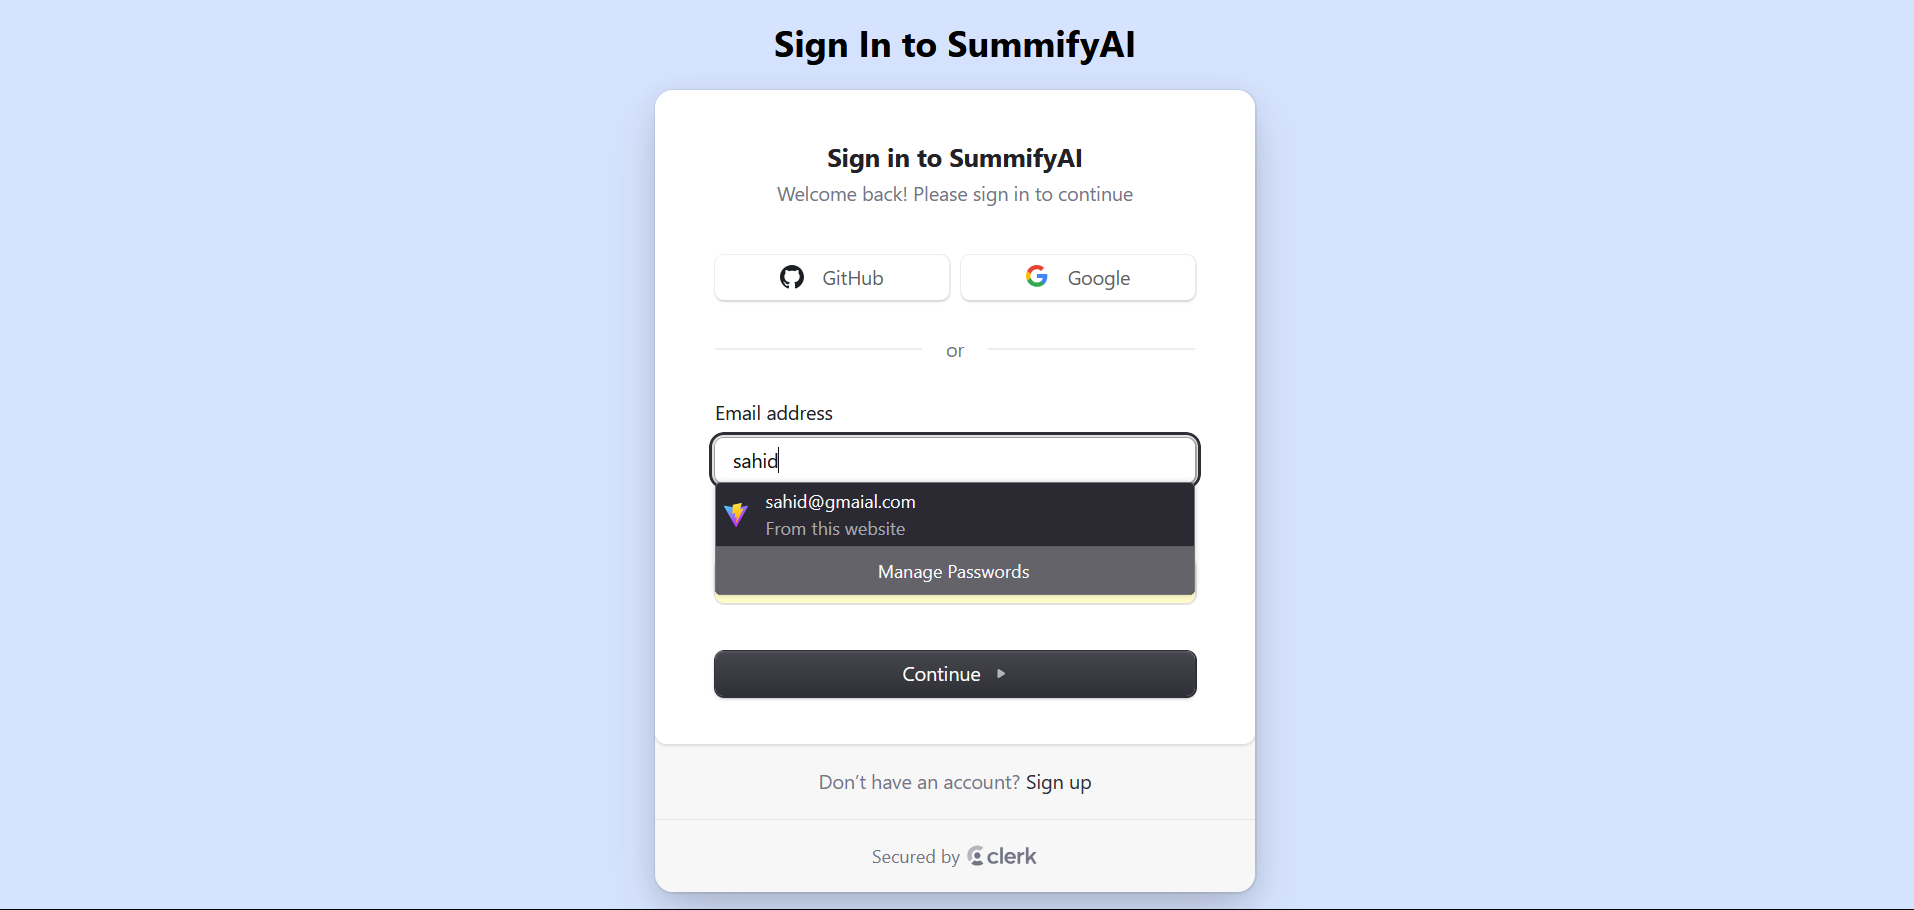 Sign In to SummifyAI
Sign in to SummifyAI
Welcome back! Please sign in to continue
GitHub
Google
or
Email address
sahid
sahid@gmaial.com
From this website
Manage Passwords
Continue
Don't have an account? Sign up
Secured by clerk